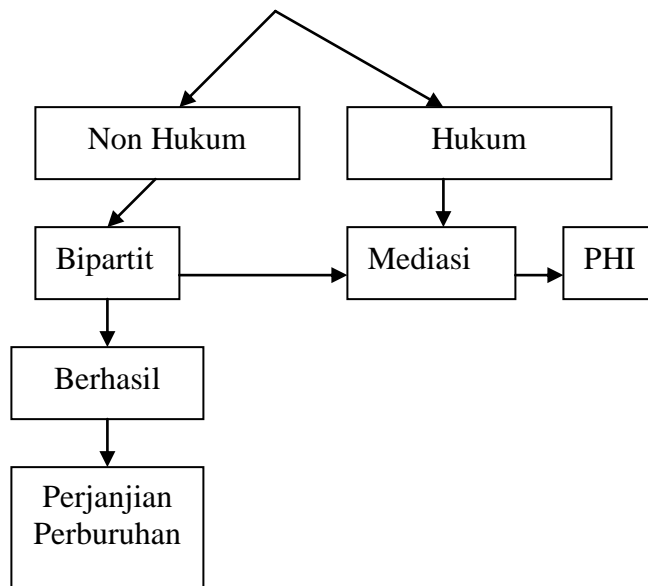 Non Hukum
Hukum
Bipartit
Mediasi
PHI
Berhasil
Perjanjian
Perburuhan